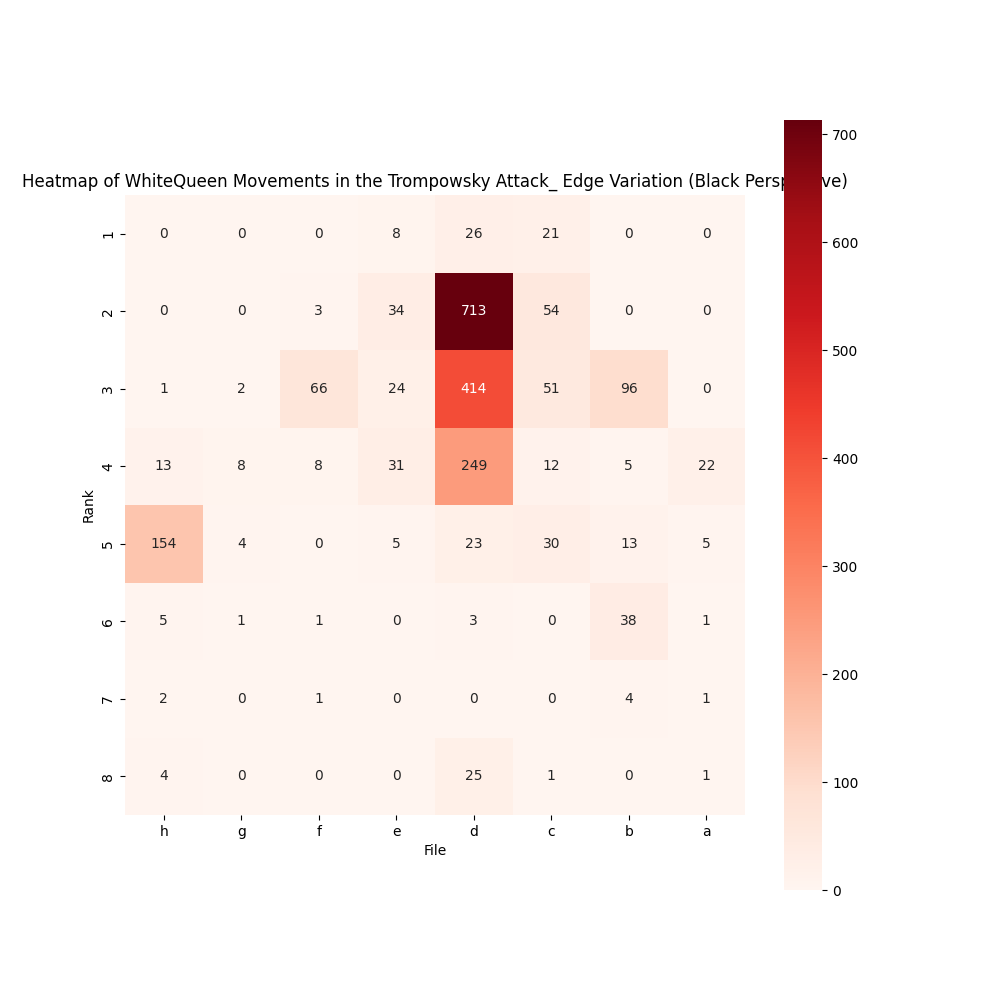 Heatmap of WhiteQueen Movements in the Trompowsky Attack_ Edge Variation (Black Persp ve)
700
600
500
400
300
200
100
0
Rank
1 0 0 0 8 26 21 0 0
2 0 0 3 34 713 54 0 0
3 1 2 66 24 414 51 96 0
4 13 8 8 31 249 12 5 22
5 154 4 0 5 23 30 13 5
6 5 1 1 0 3 0 38 1
7 2 0 1 0 0 0 4 1
8 4 0 0 0 25 1 0 1
h g f e d c b a
File